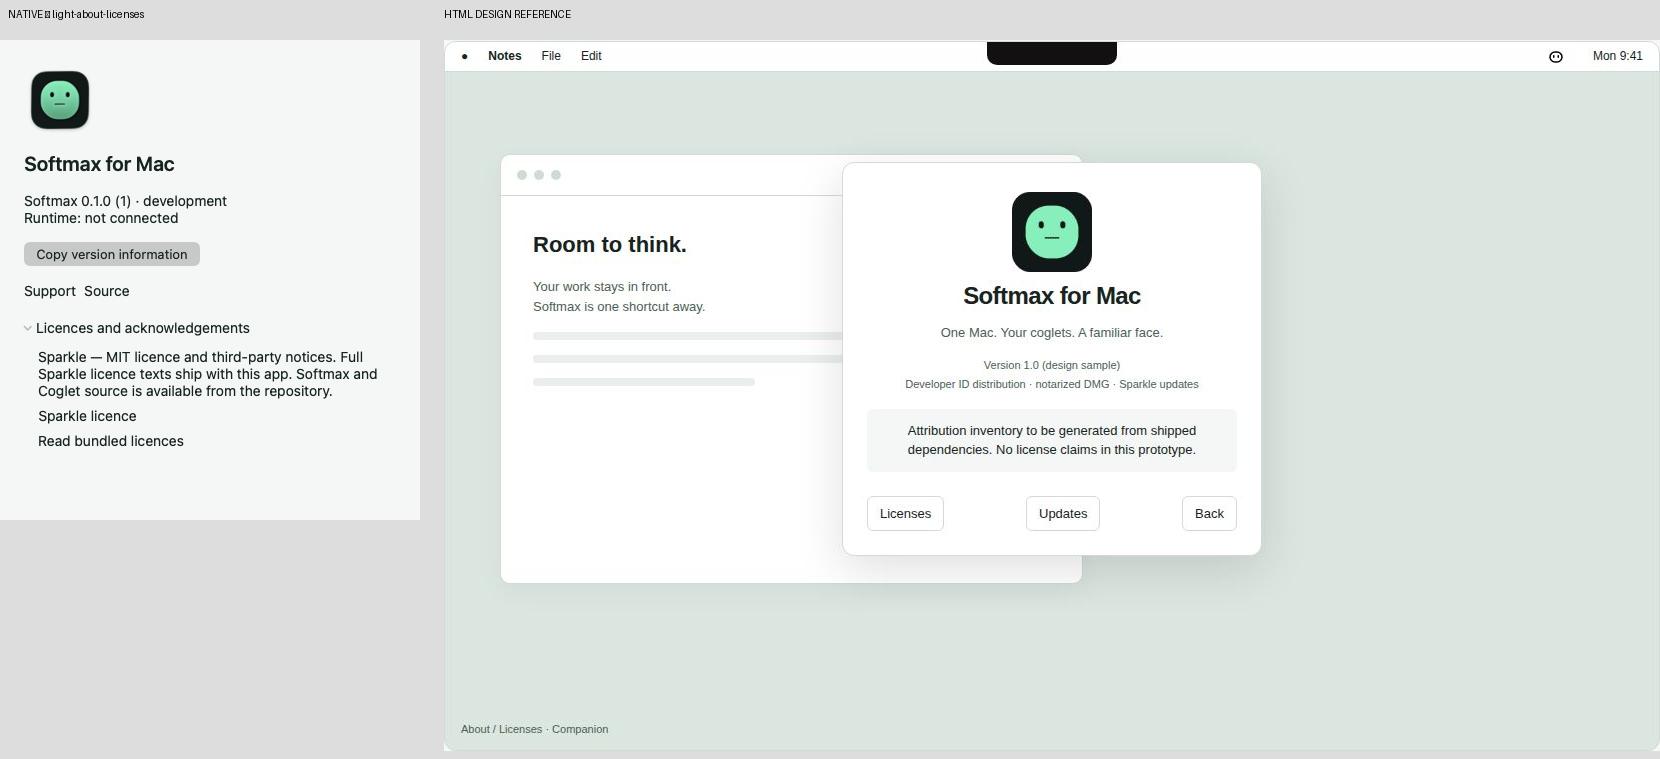 NATIVE light-about-licenses
Softmax for Mac
Softmax 0.1.0 (1) · development
Runtime: not connected
Copy version information
Support Source
Licences and acknowledgements
Sparkle — MIT licence and third-party notices. Full
Sparkle licence texts ship with this app. Softmax and
Coglet source is available from the repository.
Sparkle licence
Read bundled licences
HTML DESIGN REFERENCE
Notes File Edit
Mon 9:41
Room to think.
Your work stays in front.
Softmax is one shortcut away.
Softmax for Mac
One Mac. Your coglets. A familiar face.
Version 1.0 (design sample)
Developer ID distribution · notarized DMG · Sparkle updates
Attribution inventory to be generated from shipped
dependencies. No license claims in this prototype.
Licenses
Updates
Back
About / Licenses · Companion